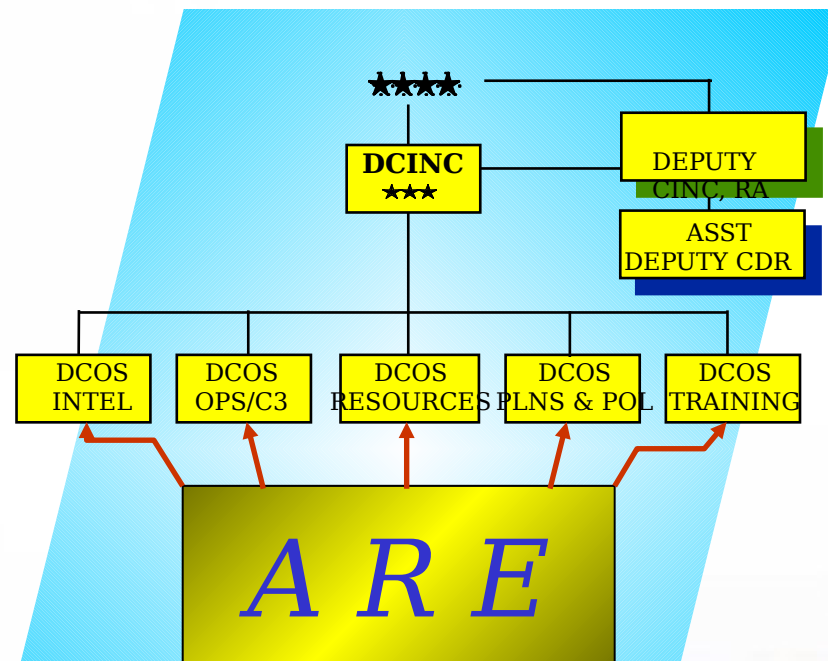 ★★★★
DCINC
★★★
DEPUTY
CINC, RA
ASST
DEPUTY CDR
DCOS
INTEL
DCOS
OPS/C3
DCOS
RESOURCES
DCOS
PLNS & POL
DCOS
TRAINING
A R E